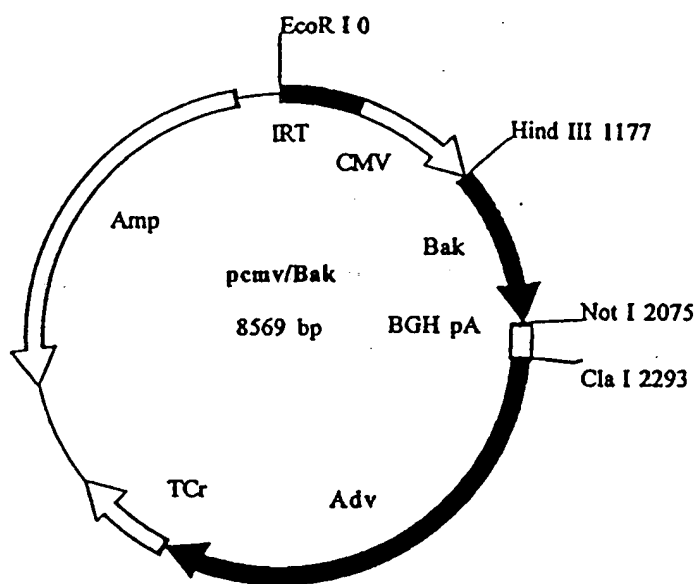 EcoR I 0
IRT
CMV
Hind III 1177
Amp
Bak
pcmv/Bak
8569 bp
BGH pA
Not I 2075
Cla I 2293
TCr
Adv